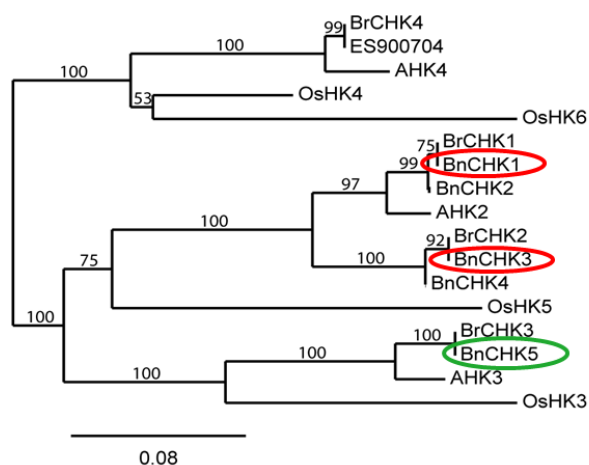 BrCHK4
99
ES900704
100
AHK4
100
OsHK4
53
OsHK6
BrCHK1
75
BnCHK1
99
BnCHK2
97
AHK2
100
BrCHK2
92
BnCHK3
100
75
BnCHK4
OsHK5
100
BrCHK3
100
BnCHK5
100
AHK3
100
OsHK3
0.08